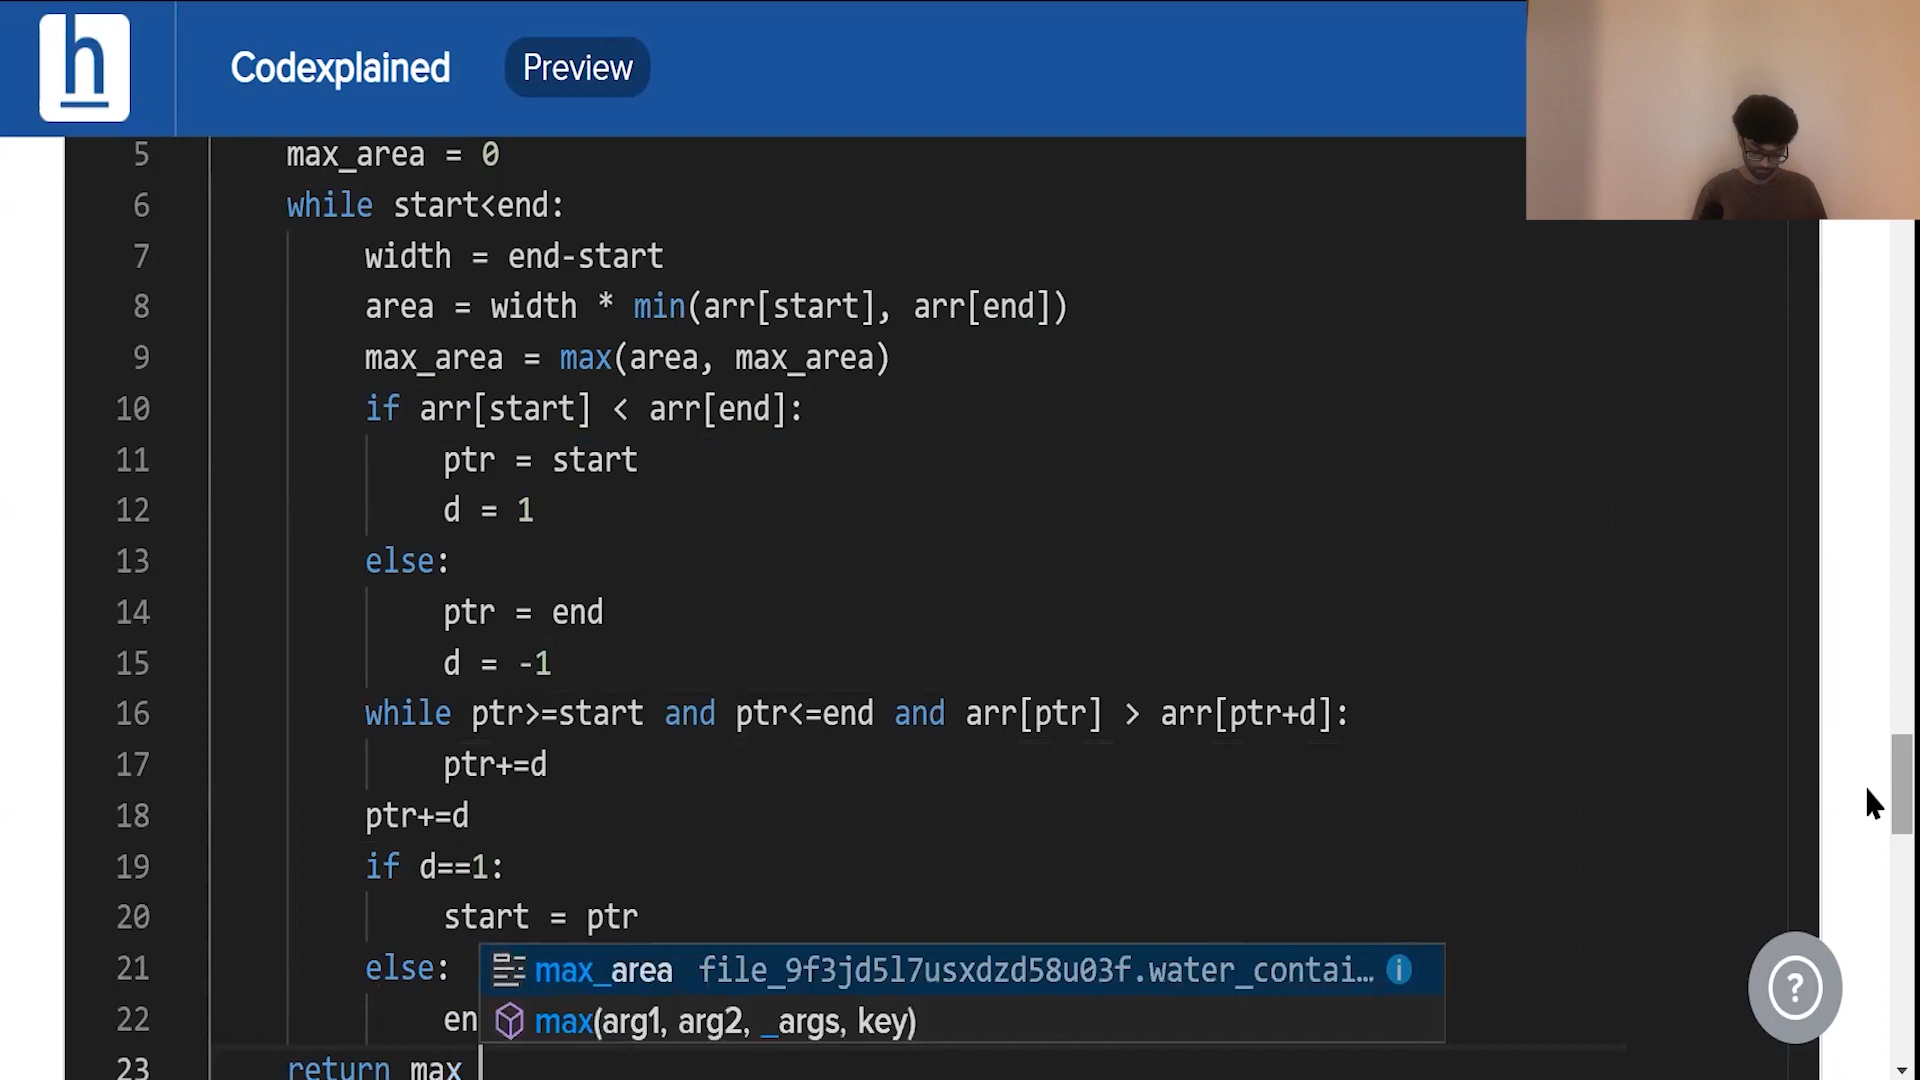 h
Codexplained Preview
5 max_area = 0
6 while start<end:
7 width = end-start
8 area = width * min(arr[start], arr[end])
9 max_area = max(area, max_area)
10 if arr[start] < arr[end]:
11 ptr = start
12 d = 1
13 else:
14 ptr = end
15 d = -1
16 while ptr>=start and ptr<=end and arr[ptr] > arr[ptr+d]:
17 ptr+=d
18 ptr+=d
19 if d==1:
20 start = ptr
21 else:
max_area file_9f3jd5l7usxdzd58u03f.water_contai… i
22 en
max(arg1, arg2, _args, key)
23 return max
?